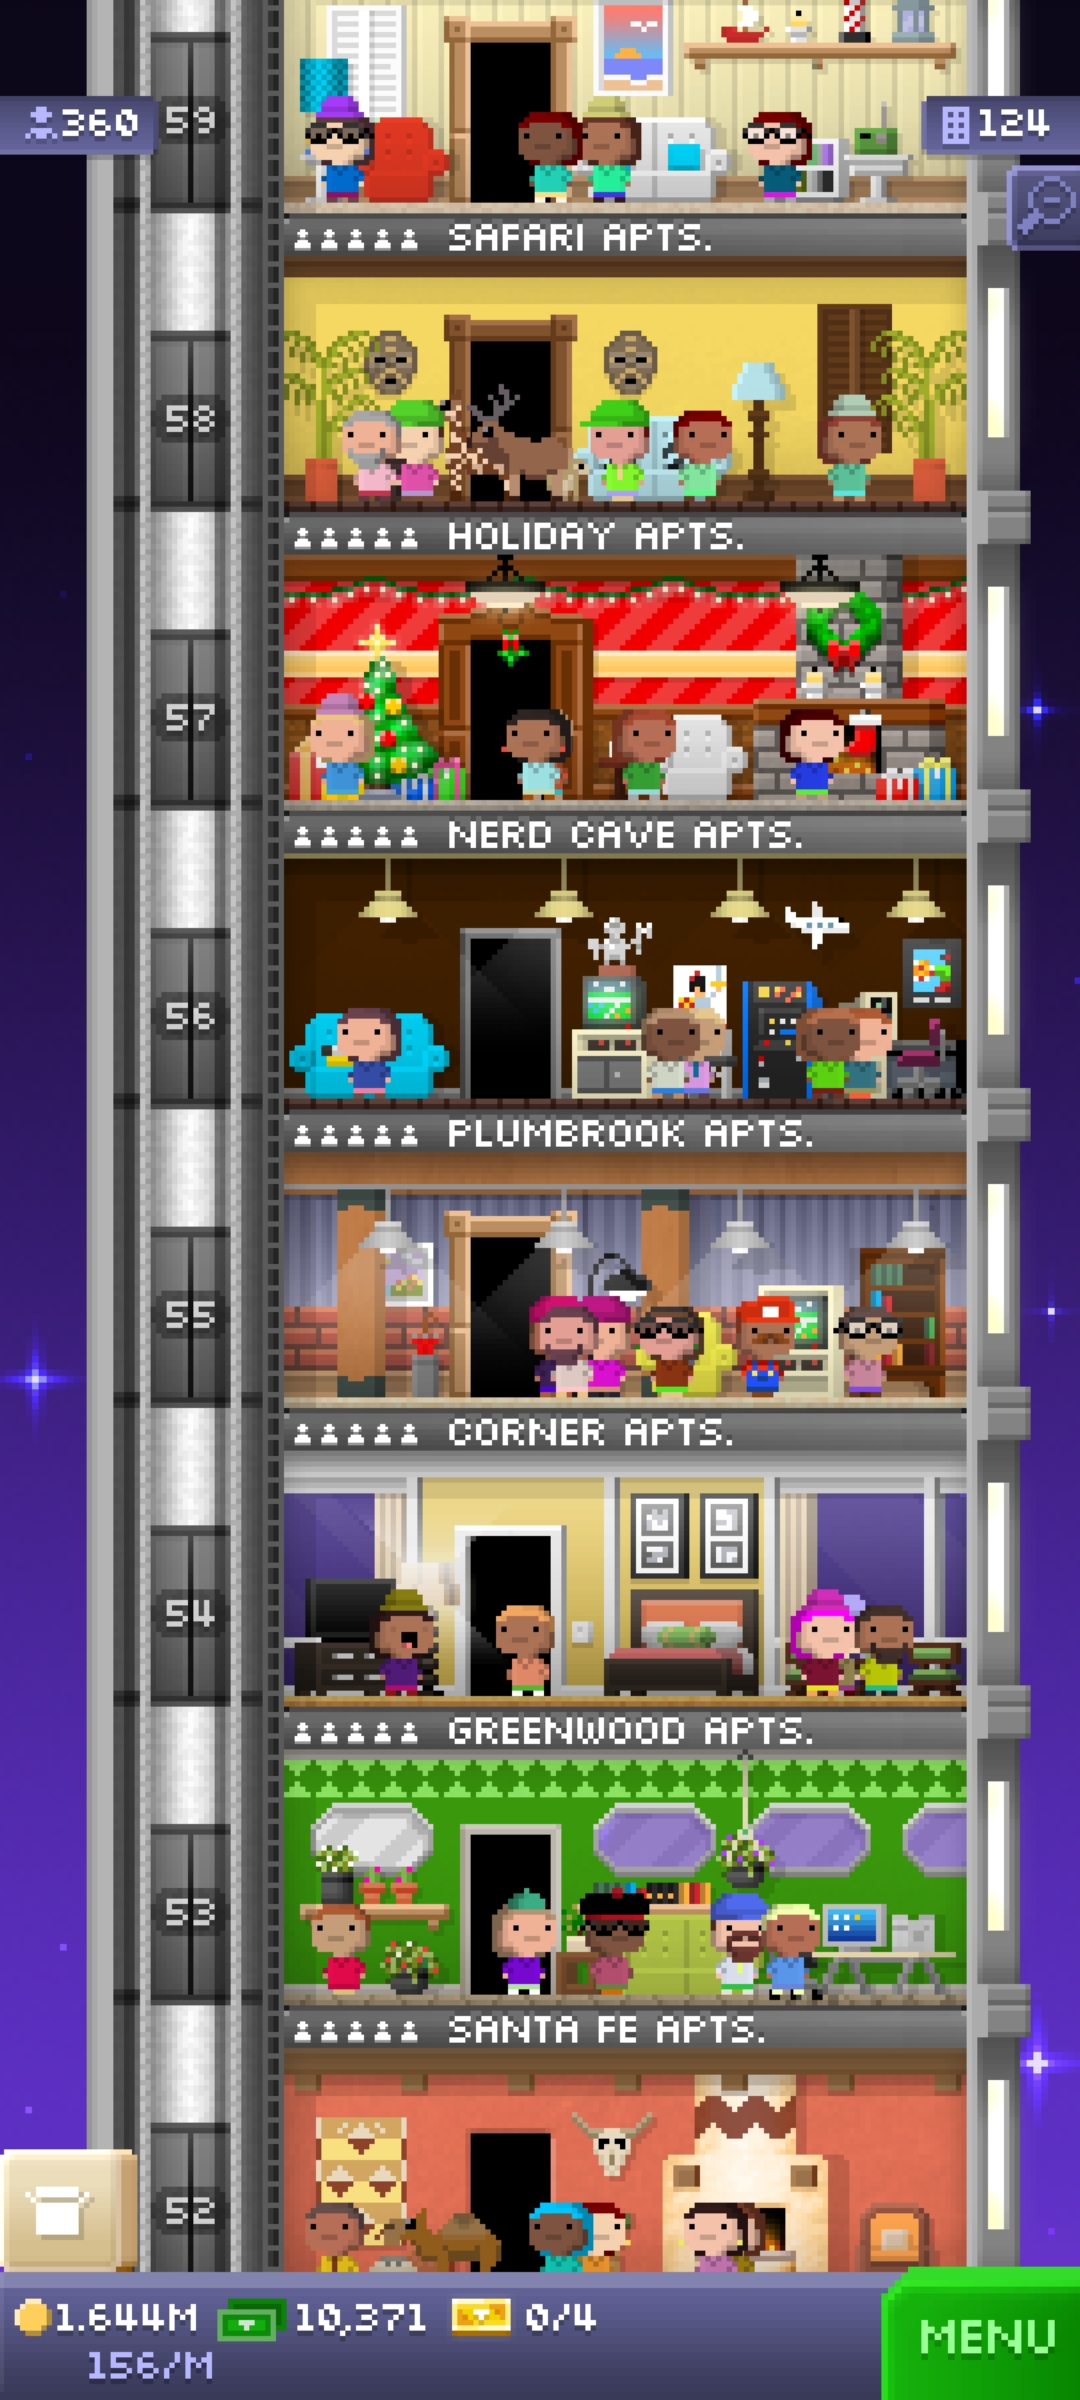 360
59
124
SAFARI APTS.
58
HOLIDAY APTS.
57
NERD CAVE APTS.
56
PLUMBROOK APTS.
55
CORNER APTS.
54
GREENWOOD APTS.
53
SANTA FE APTS.
52
1.644M 10,371 0/4
156/M
MENU